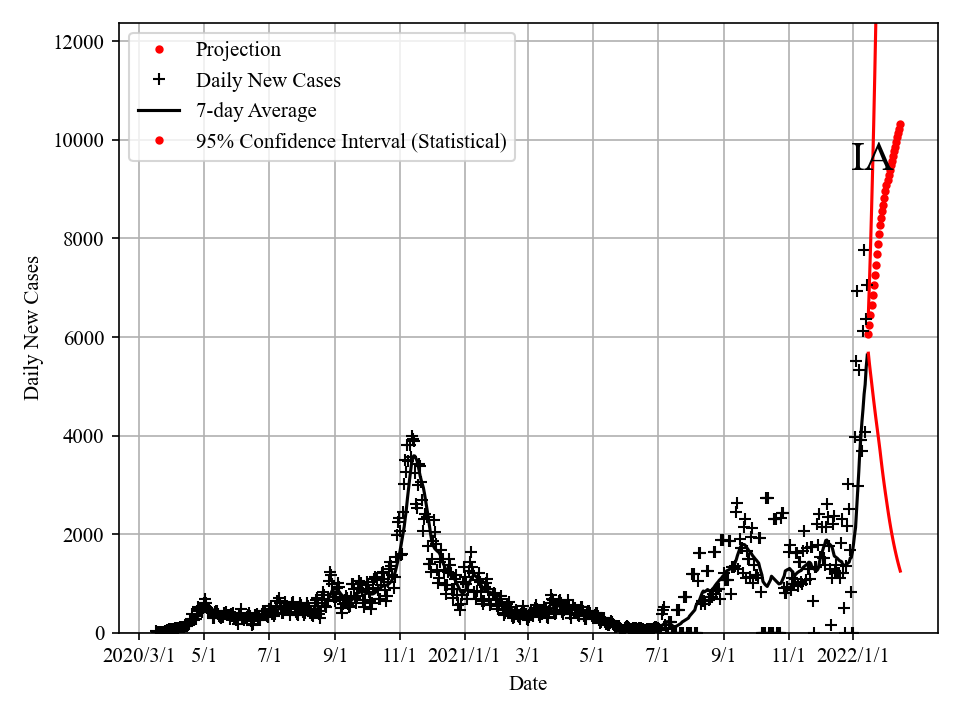 12000
10000
8000
6000
4000
2000
0
Daily New Cases
Projection
Daily New Cases
7-day Average
95% Confidence Interval (Statistical)
IA
2020/3/1 5/1 7/1 9/1 11/1 2021/1/1 3/1 5/1 7/1 9/1 11/1 2022/1/1
Date